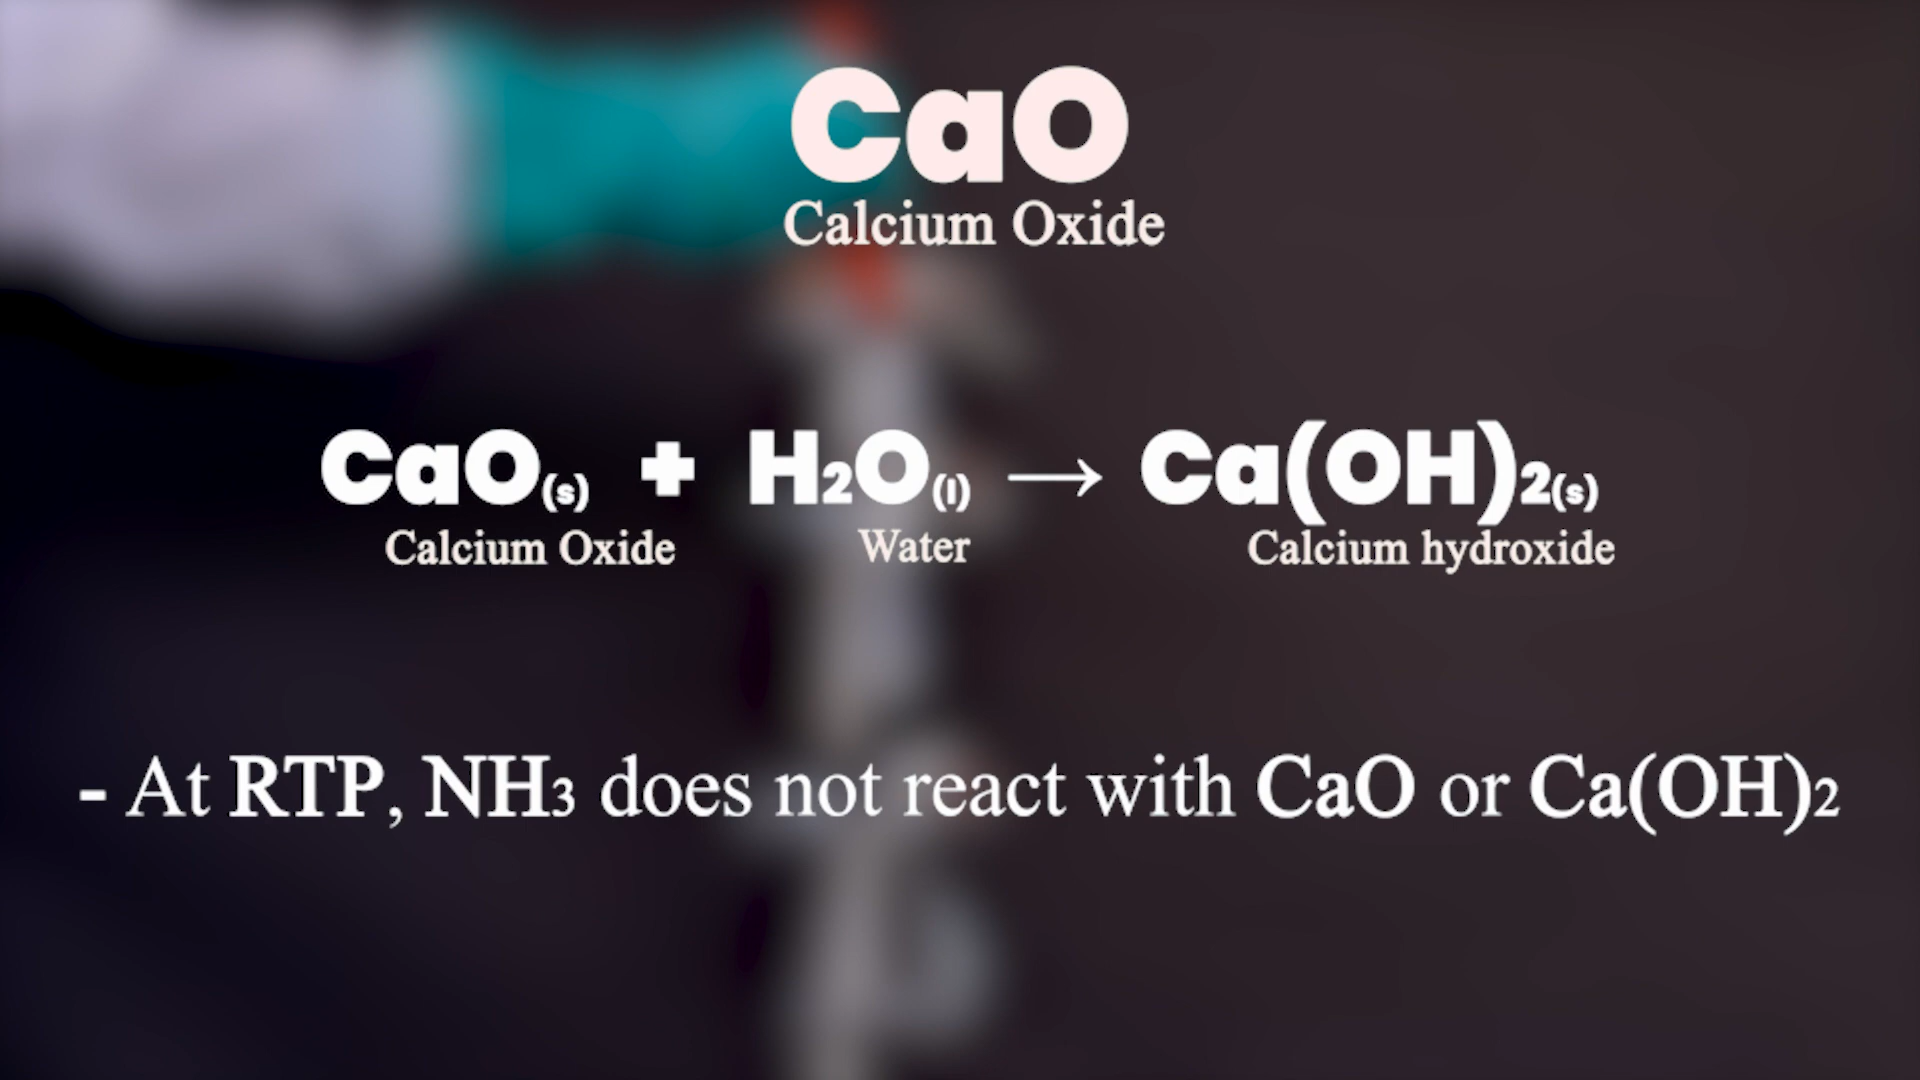 CaO
Calcium Oxide
CaO(s) + H2O(l) → Ca(OH)2(s)
Calcium Oxide Water Calcium hydroxide
- At RTP, NH3 does not react with CaO or Ca(OH)2